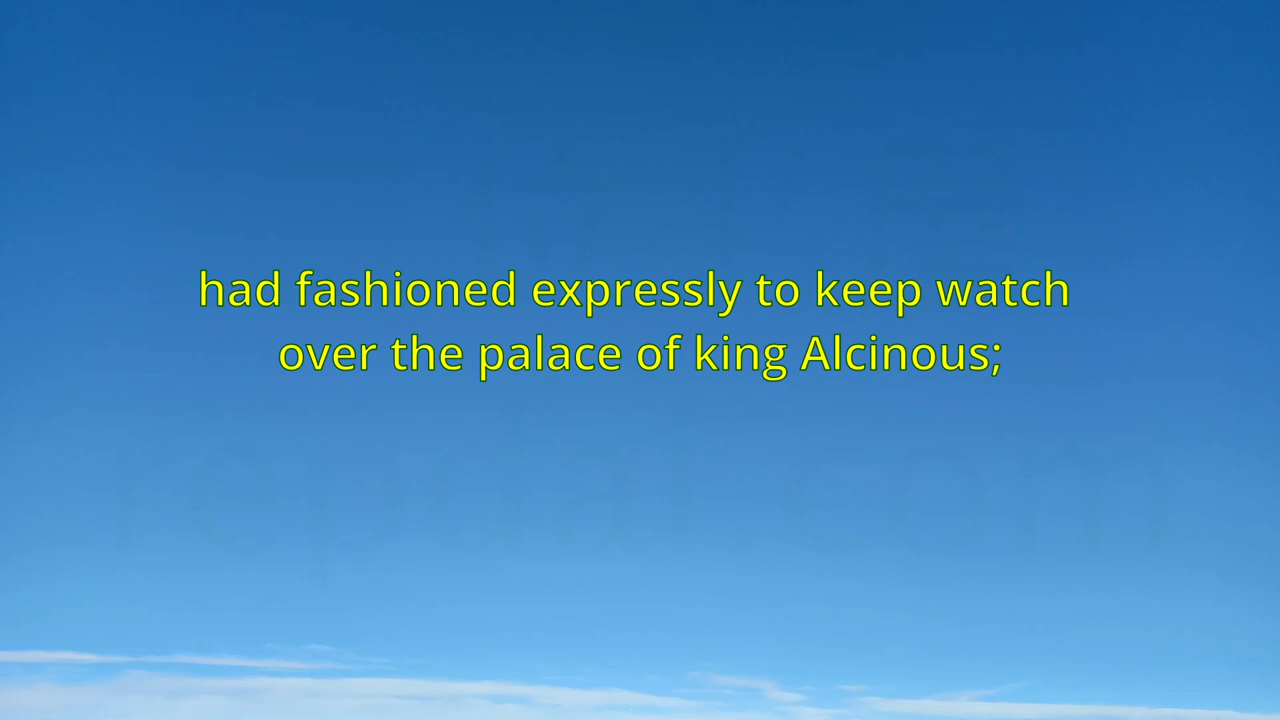 had fashioned expressly to keep watch
over the palace of king Alcinous;